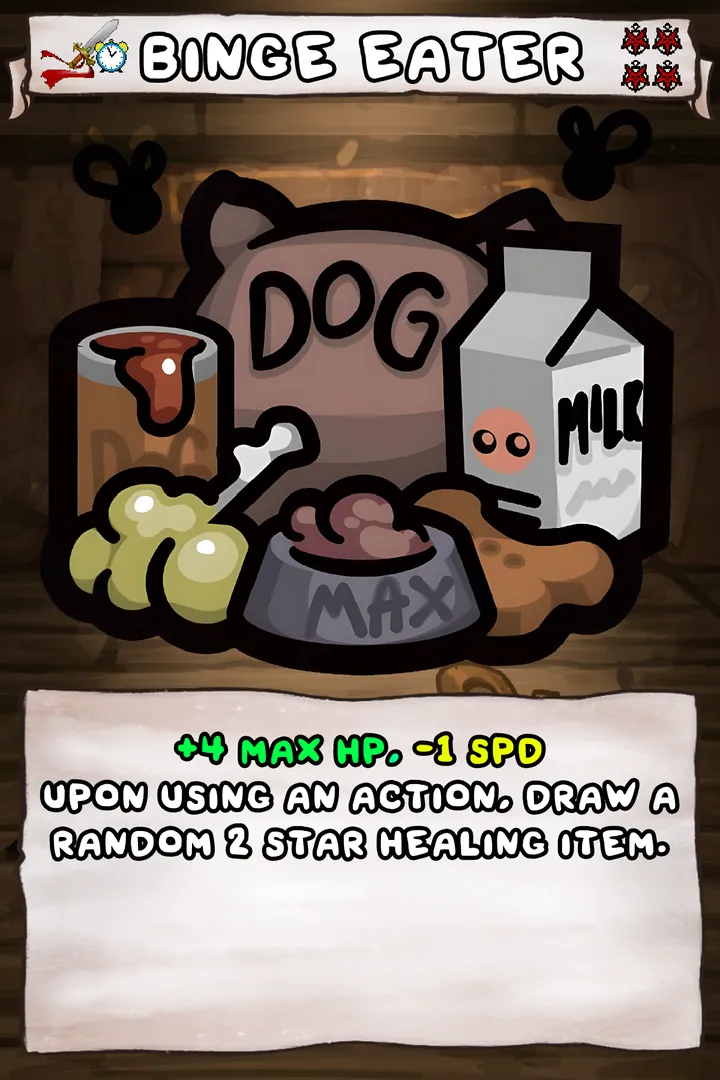 BINGE EATER
DOG
MILK
DOG
MAX
+4 MAX HP, -1 SPD
UPON USING AN ACTION, DRAW A
RANDOM 2 STAR HEALING ITEM.